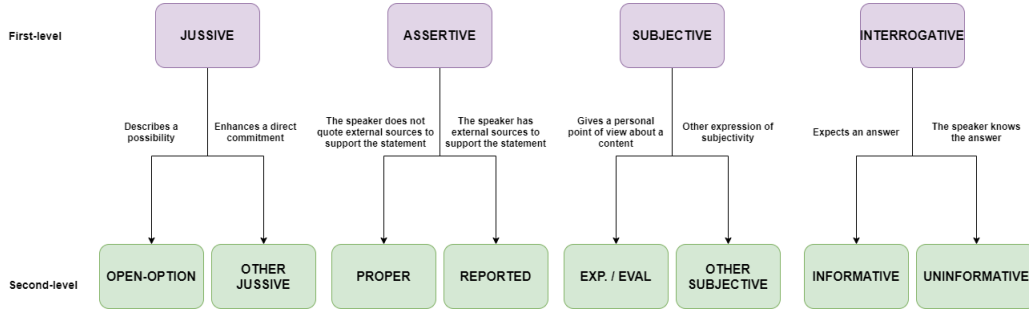 First-level
JUSSIVE
ASSERTIVE
SUBJECTIVE
INTERROGATIVE
Describes a
possibility
Enhances a direct
commitment
The speaker does not
quote external sources to
support the statement
The speaker has
external sources to
support the statement
Gives a personal
point of view about a
content
Other expression of
subjectivity
Expects an answer
The speaker knows
the answer
Second-level
OPEN-OPTION
OTHER
JUSSIVE
PROPER
REPORTED
EXP. / EVAL
OTHER
SUBJECTIVE
INFORMATIVE
UNINFORMATIVE